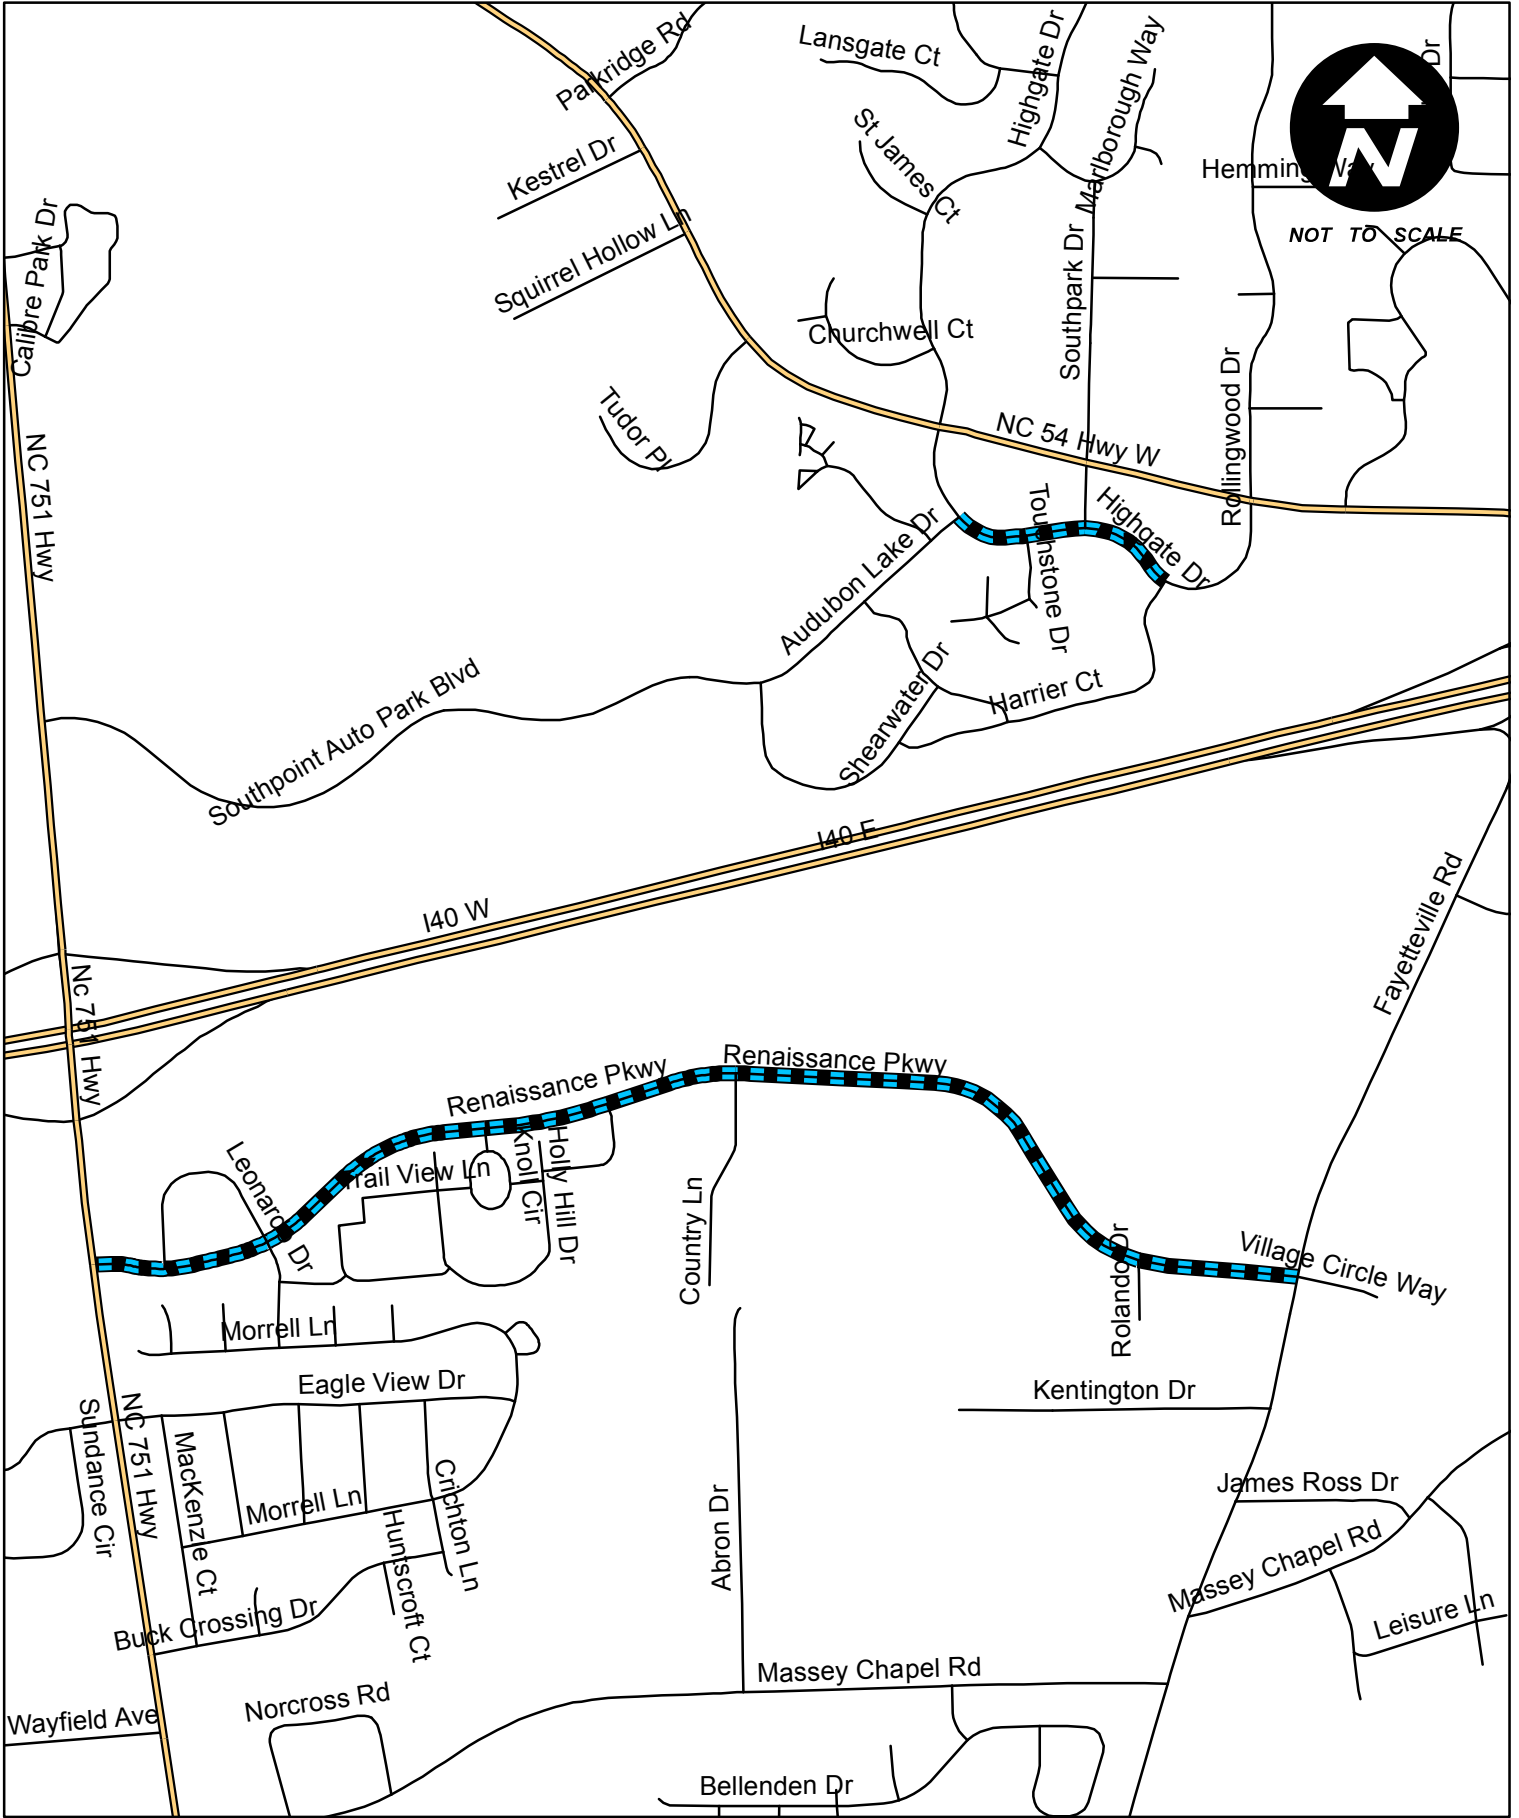 Parkridge Rd
Lansgate Ct
Highgate Dr
Marlborough Way
Dr
Kestrel Dr
St James Ct
Hemming Way
N
NOT TO SCALE
Squirrel Hollow Ln
Calibre Park Dr
Southpark Dr
Churchwell Ct
Rollingwood Dr
Tudor Pl
NC 54 Hwy W
NC 751 Hwy
Touchstone Dr
Highgate Dr
Audubon Lake Dr
Shearwater Dr
Harrier Ct
Southpoint Auto Park Blvd
I40 E
I40 W
Fayetteville Rd
Nc 751 Hwy
Renaissance Pkwy
Renaissance Pkwy
Leonardo Dr
Trail View Ln
Knoll Cir
Holly Hill Dr
Country Ln
Rolando Dr
Village Circle Way
Morrell Ln
Eagle View Dr
Kentington Dr
Sundance Cir
NC 751 Hwy
MacKenzie Ct
Morrell Ln
Huntscroft Ct
Crichton Ln
Abron Dr
James Ross Dr
Massey Chapel Rd
Leisure Ln
Buck Crossing Dr
Massey Chapel Rd
Norcross Rd
Wayfield Ave
Bellenden Dr